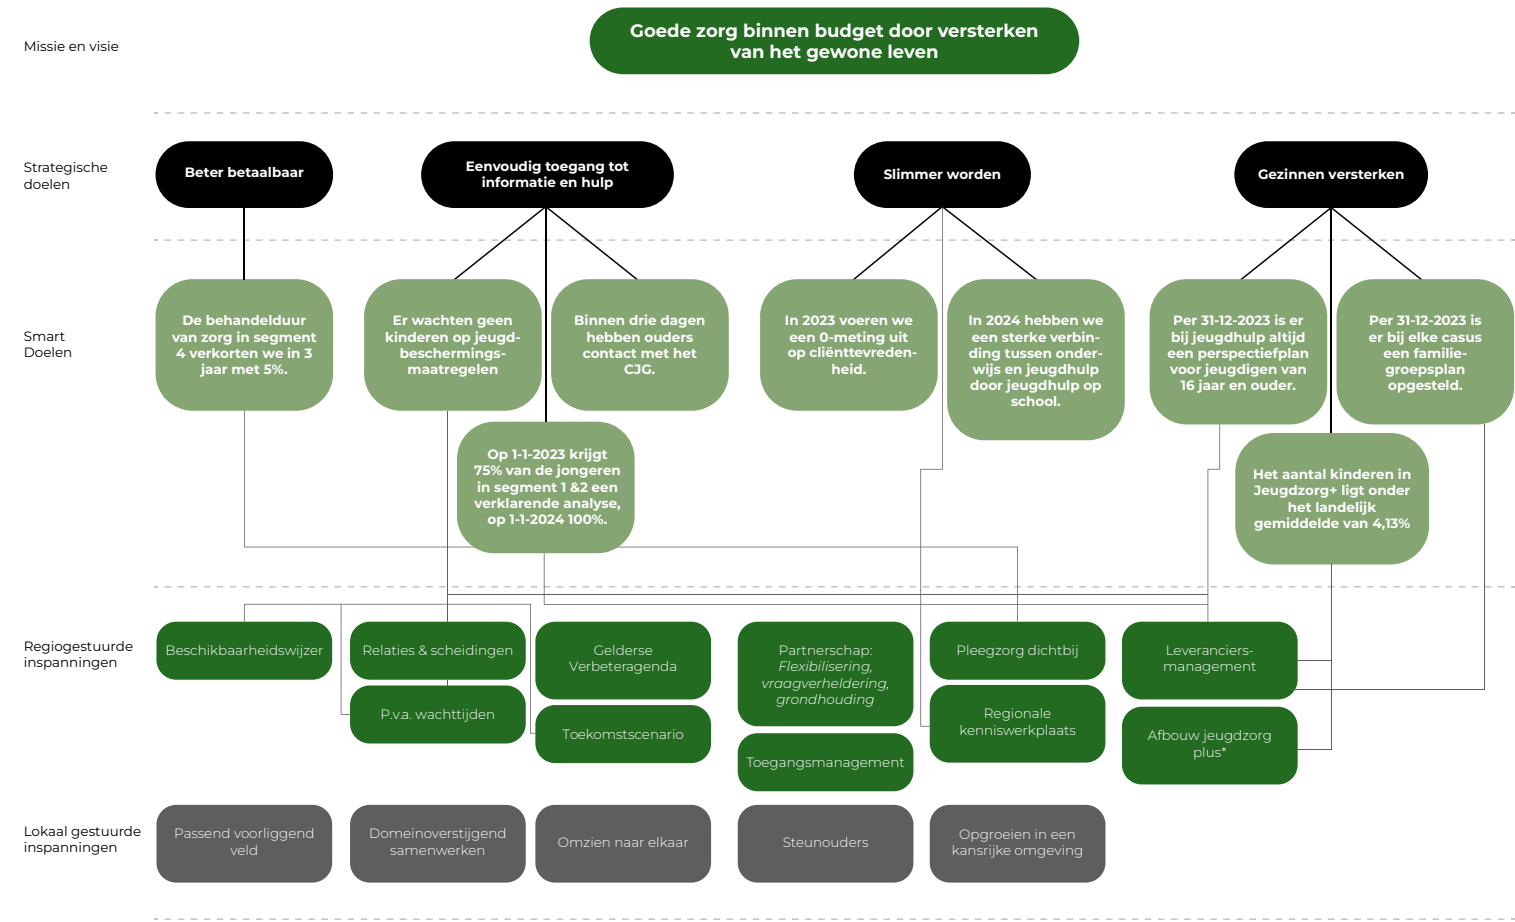 Missie en visie
Goede zorg binnen budget door versterken
van het gewone leven
Strategische
doelen
Beter betaalbaar
Eenvoudig toegang tot
informatie en hulp
Slimmer worden
Gezinnen versterken
Smart
Doelen
De behandelduur
van zorg in segment
4 verkorten we in 3
jaar met 5%.
Er wachten geen
kinderen op jeugd-
beschermings-
maatregelen
Binnen drie dagen
hebben ouders
contact met het
CJG.
In 2023 voeren we
een 0-meting uit
op cliënttevreden-
heid.
In 2024 hebben we
een sterke verbin-
ding tussen onder-
wijs en jeugdhulp
door jeugdhulp op
school.
Per 31-12-2023 is er
bij jeugdhulp altijd
een perspectiefplan
voor jeugdigen van
16 jaar en ouder.
Per 31-12-2023 is
er bij elke casus
een familie-
groepsplan
opgesteld.
Op 1-1-2023 krijgt
75% van de jongeren
in segment 1 &2 een
verklarende analyse,
op 1-1-2024 100%.
Het aantal kinderen in
Jeugdzorg+ ligt onder
het landelijk
gemiddelde van 4,13%
Regiogestuurde
inspanningen
Beschikbaarheidswijzer
Relaties & scheidingen
P.v.a. wachttijden
Gelderse
Verbeteragenda
Toekomstscenario
Partnerschap:
Flexibilisering,
vraagverheldering,
grondhouding
Toegangsmanagement
Pleegzorg dichtbij
Regionale
kenniswerkplaats
Leveranciers-
management
Afbouw jeugdzorg
plus*
Lokaal gestuurde
inspanningen
Passend voorliggend
veld
Domeinoverstijgend
samenwerken
Omzien naar elkaar
Steunouders
Opgroeien in een
kansrijke omgeving